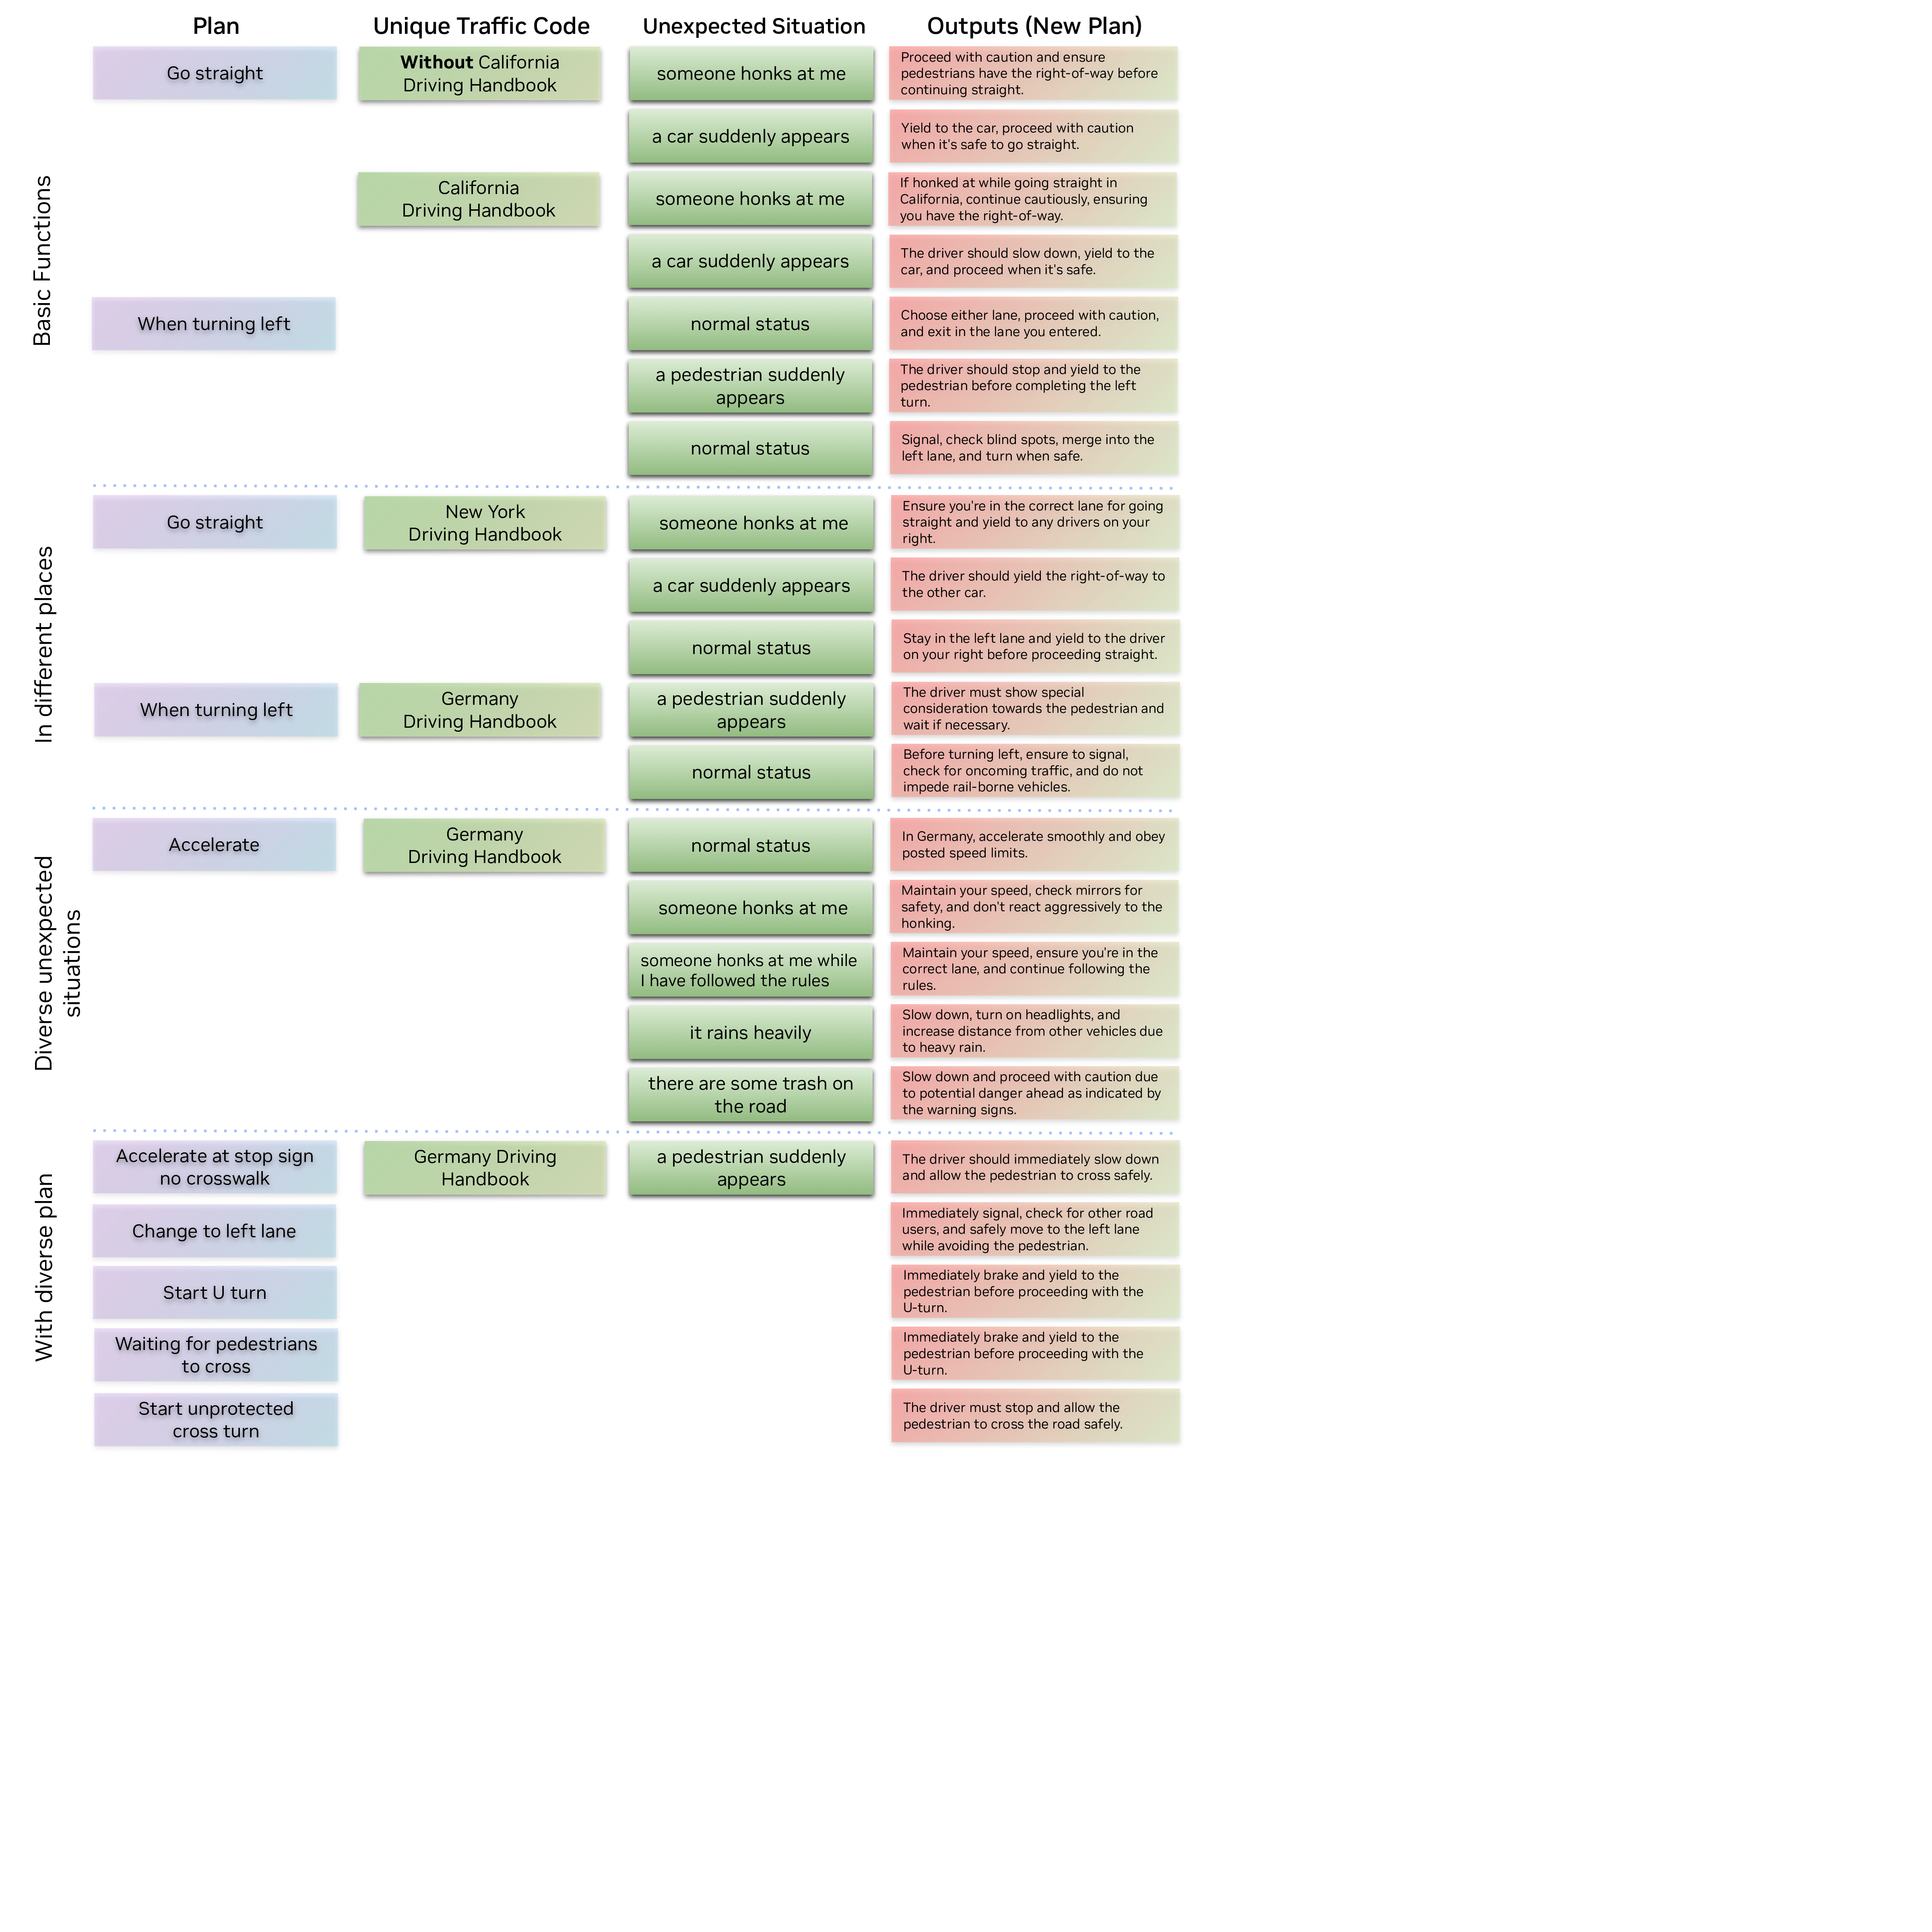 Plan
Unique Traffic Code
Unexpected Situation
Outputs (New Plan)
Basic Functions
Go straight
Without California
Driving Handbook
someone honks at me
Proceed with caution and ensure
pedestrians have the right-of-way before
continuing straight.
a car suddenly appears
Yield to the car, proceed with caution
when it's safe to go straight.
California
Driving Handbook
someone honks at me
If honked at while going straight in
California, continue cautiously, ensuring
you have the right-of-way.
a car suddenly appears
The driver should slow down, yield to the
car, and proceed when it's safe.
When turning left
normal status
Choose either lane, proceed with caution,
and exit in the lane you entered.
a pedestrian suddenly
appears
The driver should stop and yield to the
pedestrian before completing the left
turn.
normal status
Signal, check blind spots, merge into the
left lane, and turn when safe.
In different places
Go straight
New York
Driving Handbook
someone honks at me
Ensure you're in the correct lane for going
straight and yield to any drivers on your
right.
a car suddenly appears
The driver should yield the right-of-way to
the other car.
normal status
Stay in the left lane and yield to the driver
on your right before proceeding straight.
When turning left
Germany
Driving Handbook
a pedestrian suddenly
appears
The driver must show special
consideration towards the pedestrian and
wait if necessary.
normal status
Before turning left, ensure to signal,
check for oncoming traffic, and do not
impede rail-borne vehicles.
Diverse unexpected
situations
Accelerate
Germany
Driving Handbook
normal status
In Germany, accelerate smoothly and obey
posted speed limits.
someone honks at me
Maintain your speed, check mirrors for
safety, and don't react aggressively to the
honking.
someone honks at me while
I have followed the rules
Maintain your speed, ensure you're in the
correct lane, and continue following the
rules.
it rains heavily
Slow down, turn on headlights, and
increase distance from other vehicles due
to heavy rain.
there are some trash on
the road
Slow down and proceed with caution due
to potential danger ahead as indicated by
the warning signs.
With diverse plan
Accelerate at stop sign
no crosswalk
Germany Driving
Handbook
a pedestrian suddenly
appears
The driver should immediately slow down
and allow the pedestrian to cross safely.
Change to left lane
Immediately signal, check for other road
users, and safely move to the left lane
while avoiding the pedestrian.
Start U turn
Immediately brake and yield to the
pedestrian before proceeding with the
U-turn.
Waiting for pedestrians
to cross
Immediately brake and yield to the
pedestrian before proceeding with the
U-turn.
Start unprotected
cross turn
The driver must stop and allow the
pedestrian to cross the road safely.